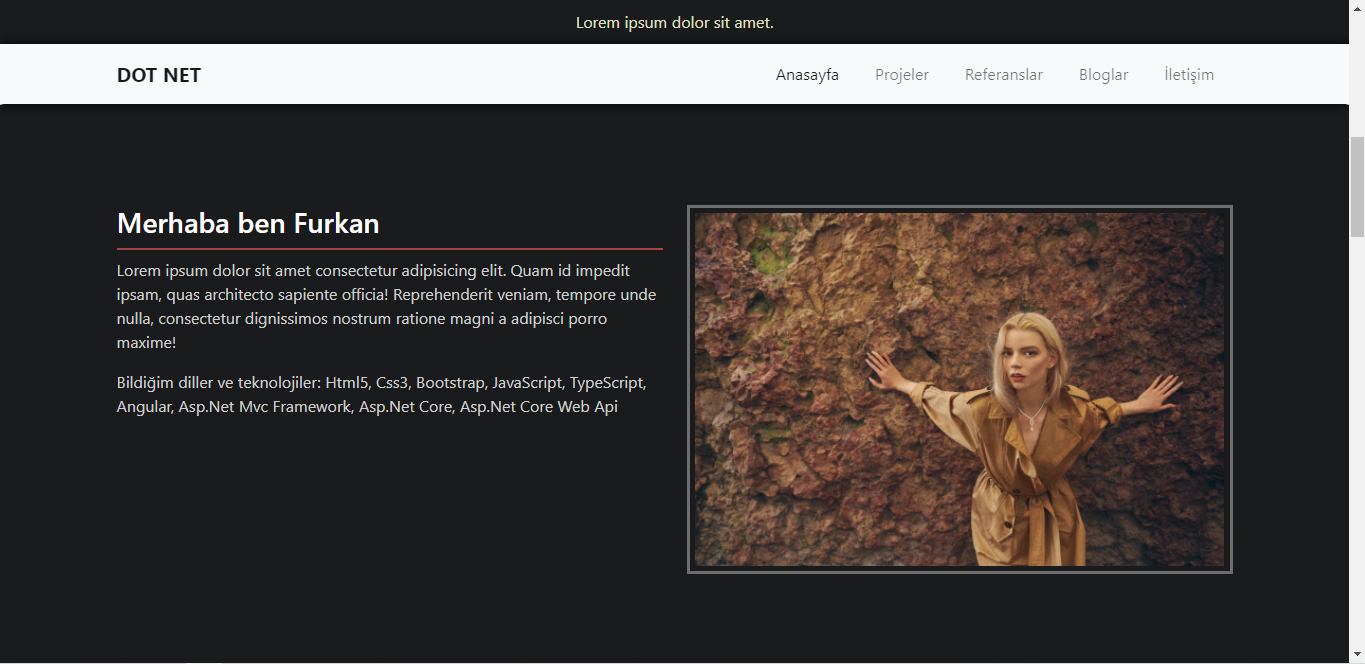 Lorem ipsum dolor sit amet.
DOT NET
Anasayfa Projeler Referanslar Bloglar İletişim
Merhaba ben Furkan
Lorem ipsum dolor sit amet consectetur adipisicing elit. Quam id impedit
ipsam, quas architecto sapiente officia! Reprehenderit veniam, tempore unde
nulla, consectetur dignissimos nostrum ratione magni a adipisci porro
maxime!
Bildiğim diller ve teknolojiler: Html5, Css3, Bootstrap, JavaScript, TypeScript,
Angular, Asp.Net Mvc Framework, Asp.Net Core, Asp.Net Core Web Api